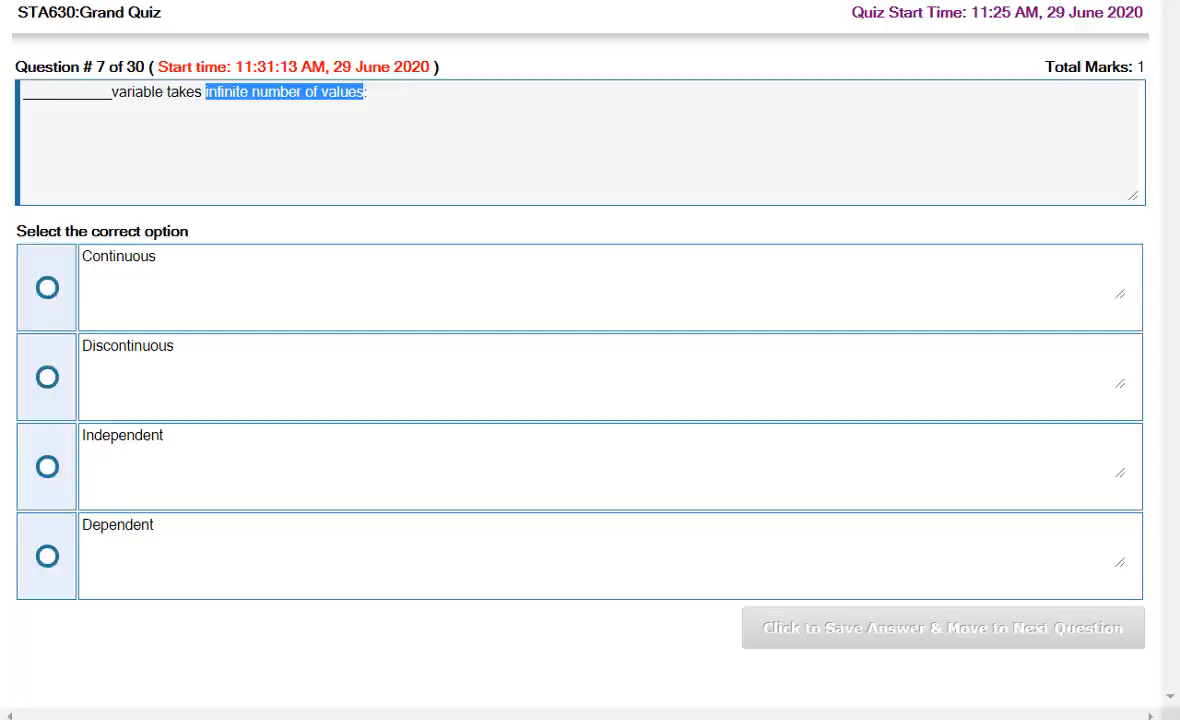 STA630:Grand Quiz
Quiz Start Time: 11:25 AM, 29 June 2020
Question # 7 of 30 ( Start time: 11:31:13 AM, 29 June 2020 )
Total Marks: 1
___________variable takes infinite number of values:
Select the correct option
Continuous
Discontinuous
Independent
Dependent
Click to Save Answer & Move to Next Question